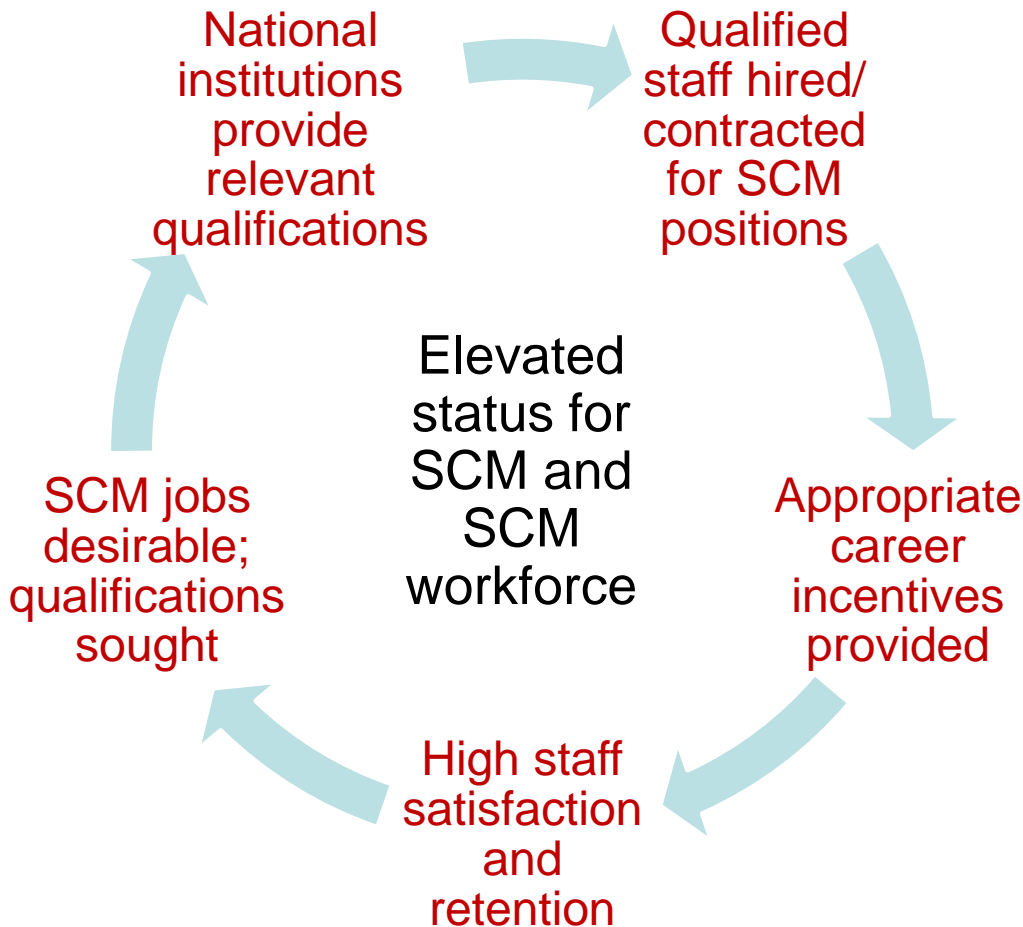 National
institutions
provide
relevant
qualifications
Qualified
staff hired/
contracted
for SCM
positions
Appropriate
career
incentives
provided
High staff
satisfaction
and
retention
SCM jobs
desirable;
qualifications
sought
Elevated
status for
SCM and
SCM
workforce